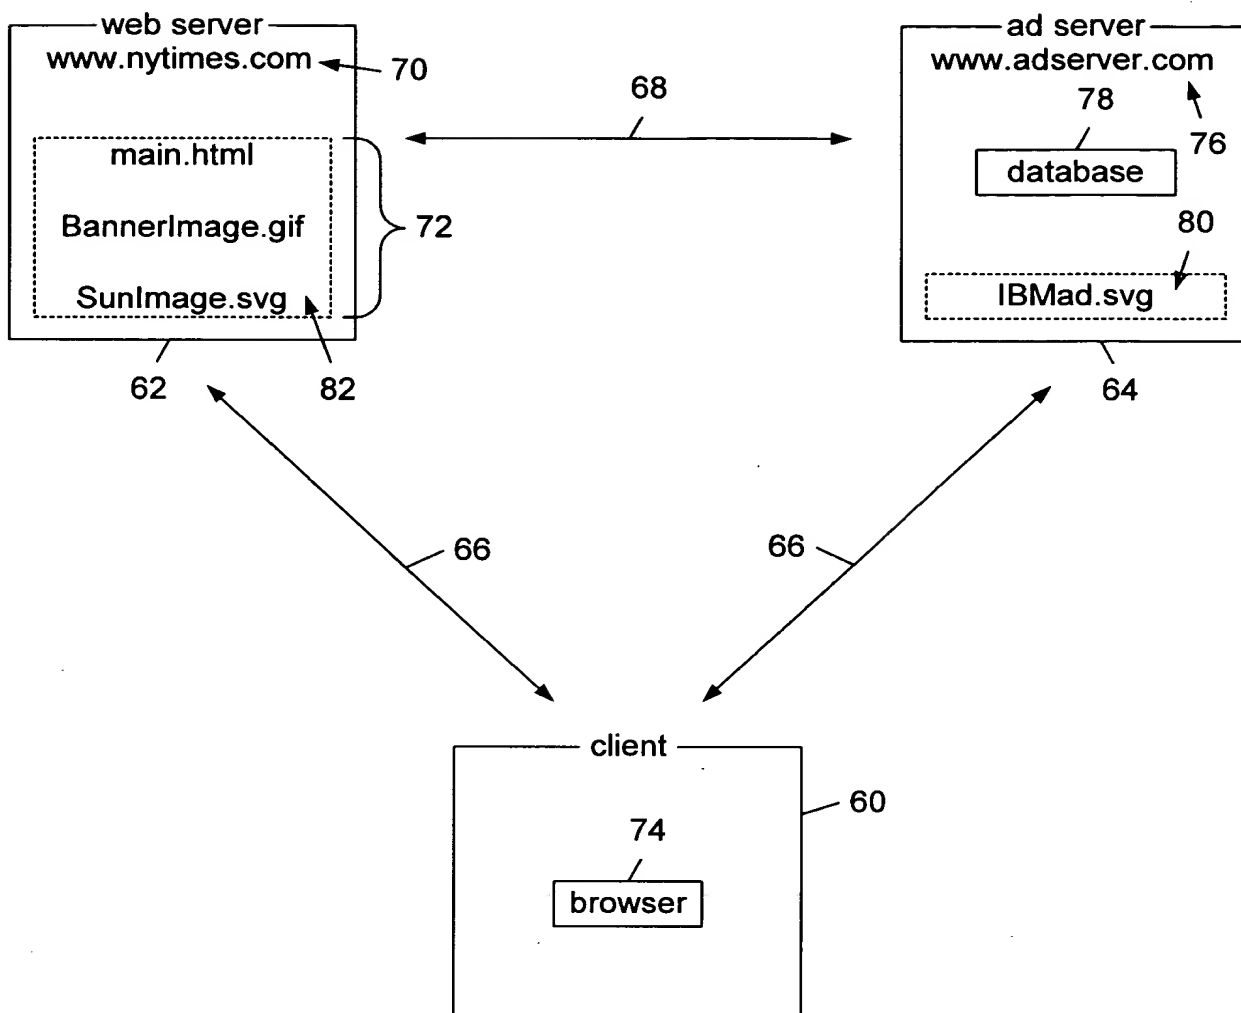 web server
www.nytimes.com
70
main.html
BannerImage.gif
72
SunImage.svg
62
82
68
ad server
www.adserver.com
78
76
database
80
IBMad.svg
64
66
66
client
60
74
browser